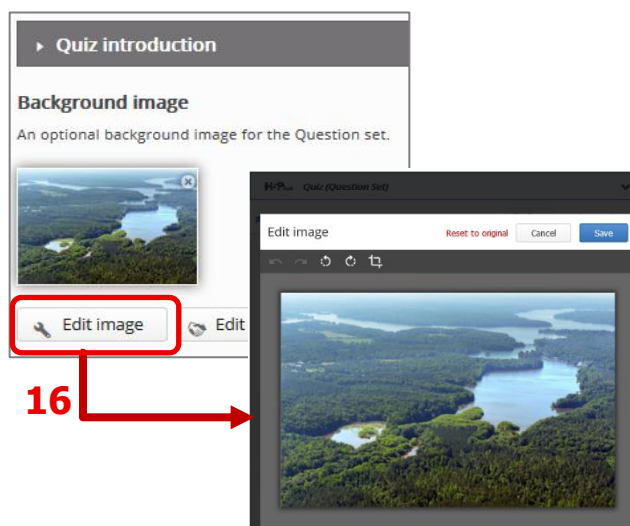 Quiz introduction
Background image
An optional background image for the Question set.
Edit image
Edit
16
Quiz (Question Set)
Edit image
Reset to original
Cancel
Save